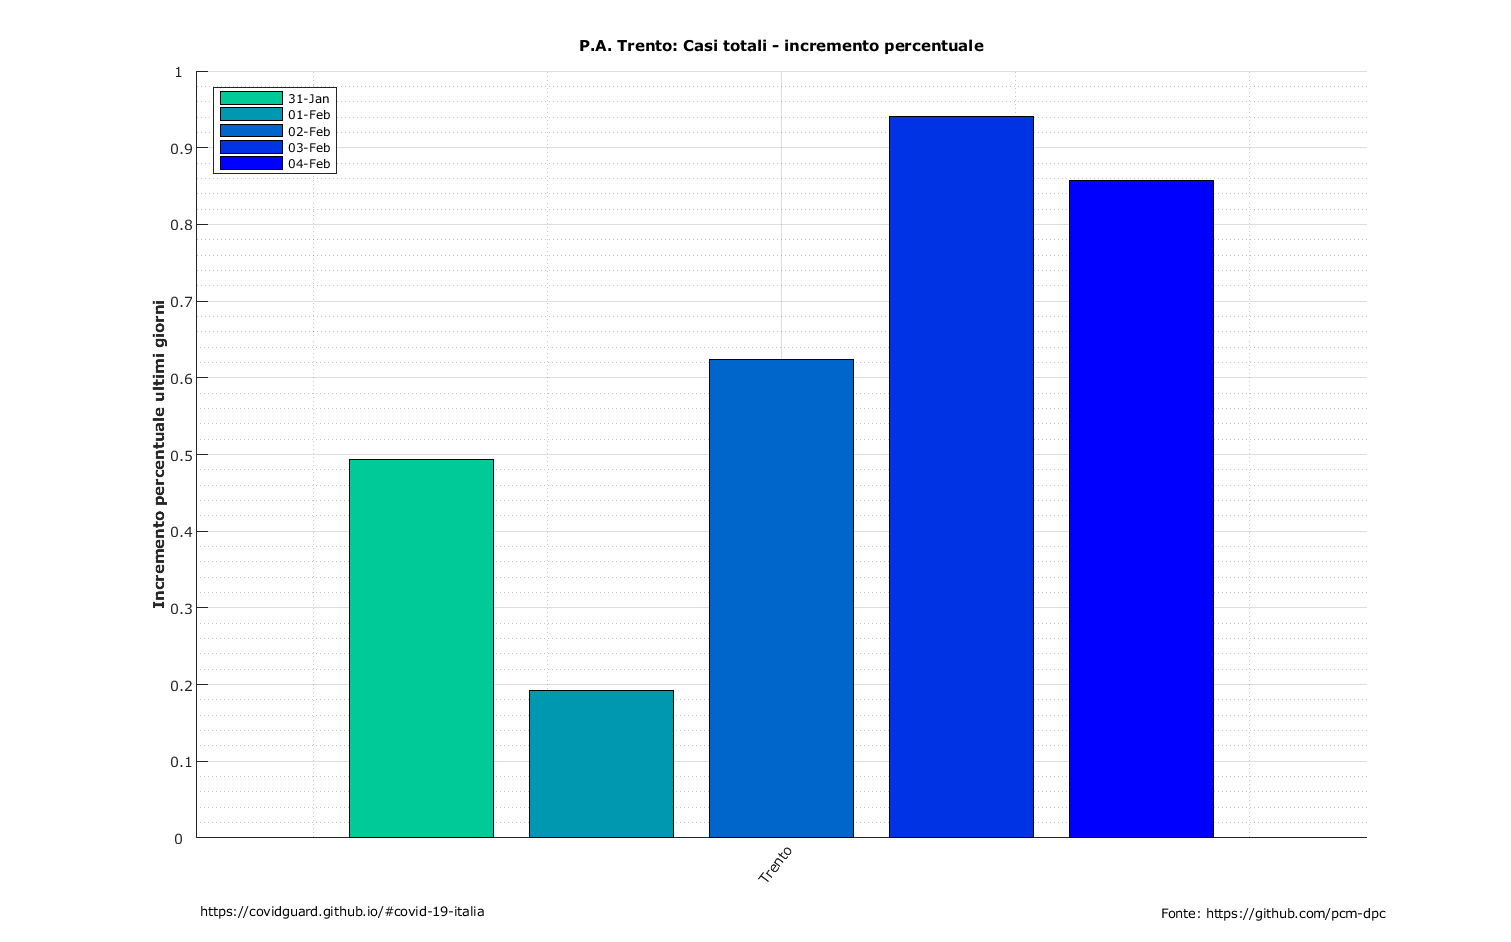 P.A. Trento: Casi totali - incremento percentuale
1
0.9
0.8
0.7
0.6
0.5
0.4
0.3
0.2
0.1
0
Incremento percentuale ultimi giorni
31-Jan
01-Feb
02-Feb
03-Feb
04-Feb
Trento
https://covidguard.github.io/#covid-19-italia
Fonte: https://github.com/pcm-dpc